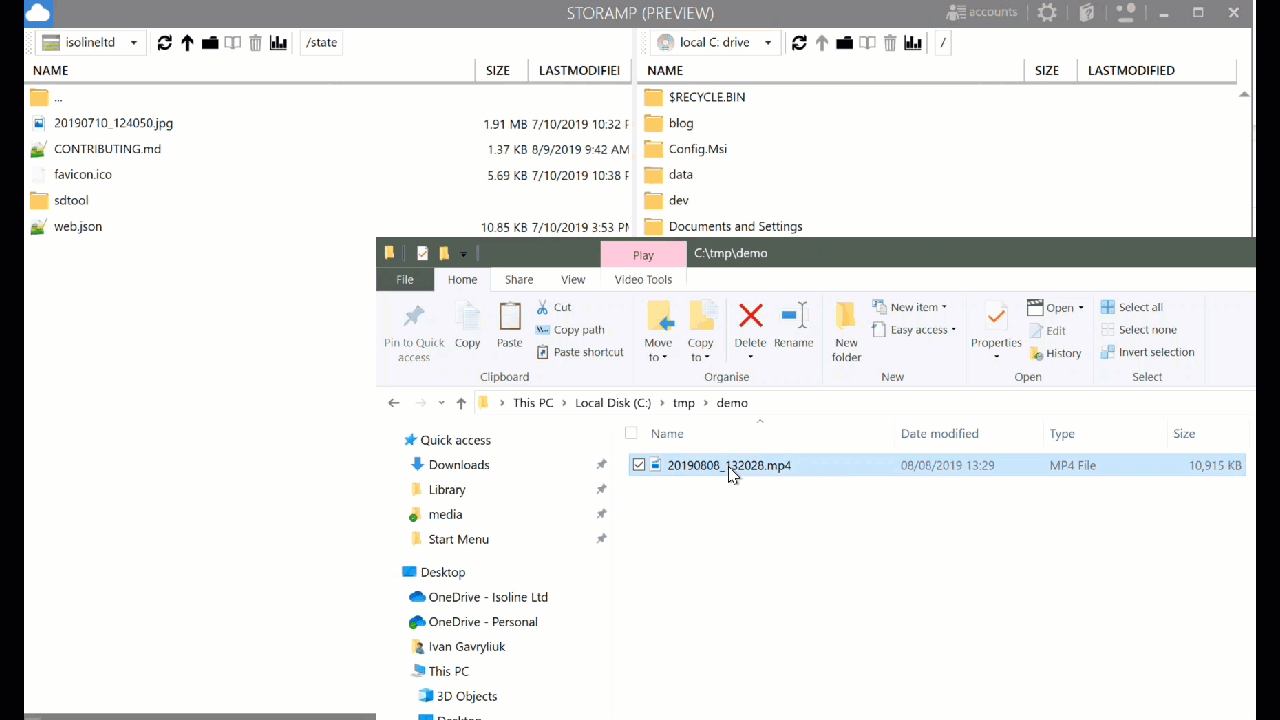 STORAMP (PREVIEW)
accounts
isolineltd
/state
local C: drive
/
NAME SIZE LASTMODIFIEI
NAME SIZE LASTMODIFIED
...
20190710_124050.jpg 1.91 MB 7/10/2019 10:32 P
CONTRIBUTING.md 1.37 KB 8/9/2019 9:42 AM
favicon.ico 5.69 KB 7/10/2019 10:38 P
sdtool
web.json 10.85 KB 7/10/2019 3:53 PM
$RECYCLE.BIN
blog
Config.Msi
data
dev
Documents and Settings
Play C:\tmp\demo
File Home Share View Video Tools
Pin to Quick access
Copy
Paste
Cut
Copy path
Paste shortcut
Clipboard
Move to
Copy to
Delete
Rename
Organise
New folder
New item
Easy access
New
Properties
Open
Edit
History
Open
Select all
Select none
Invert selection
Select
This PC > Local Disk (C:) > tmp > demo
Name Date modified Type Size
20190808_132028.mp4 08/08/2019 13:29 MP4 File 10,915 KB
Quick access
Downloads
Library
media
Start Menu
Desktop
OneDrive - Isoline Ltd
OneDrive - Personal
Ivan Gavryliuk
This PC
3D Objects
Desktop